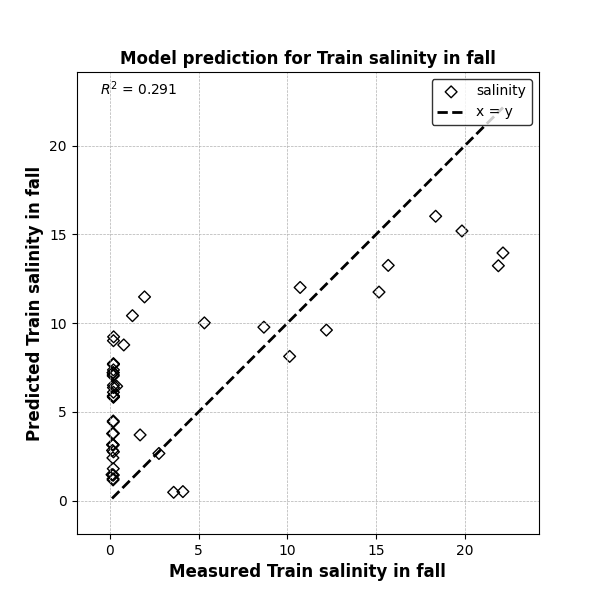 Model prediction for Train salinity in fall
R² = 0.291
salinity
x = y
20
15
10
5
0
0 5 10 15 20
Predicted Train salinity in fall
Measured Train salinity in fall